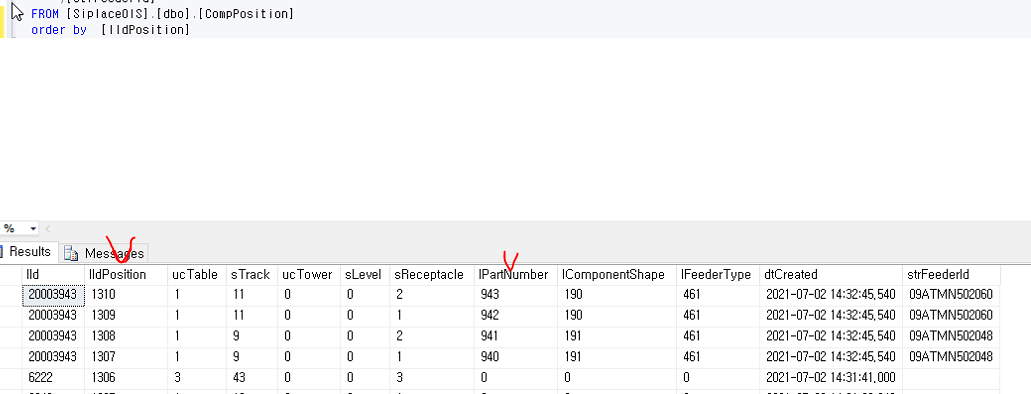 FROM [SiplaceOIS].[dbo].[CompPosition]
order by [lIdPosition]
%
Results Messages
lId lIdPosition ucTable sTrack ucTower sLevel sReceptacle lPartNumber lComponentShape lFeederType dtCreated strFeederId
20003943 1310 1 11 0 0 2 943 190 461 2021-07-02 14:32:45,540 09ATMN502060
20003943 1309 1 11 0 0 1 942 190 461 2021-07-02 14:32:45,540 09ATMN502060
20003943 1308 1 9 0 0 2 941 191 461 2021-07-02 14:32:45,540 09ATMN502048
20003943 1307 1 9 0 0 1 940 191 461 2021-07-02 14:32:45,540 09ATMN502048
6222 1306 3 43 0 0 3 0 0 0 2021-07-02 14:31:41,000